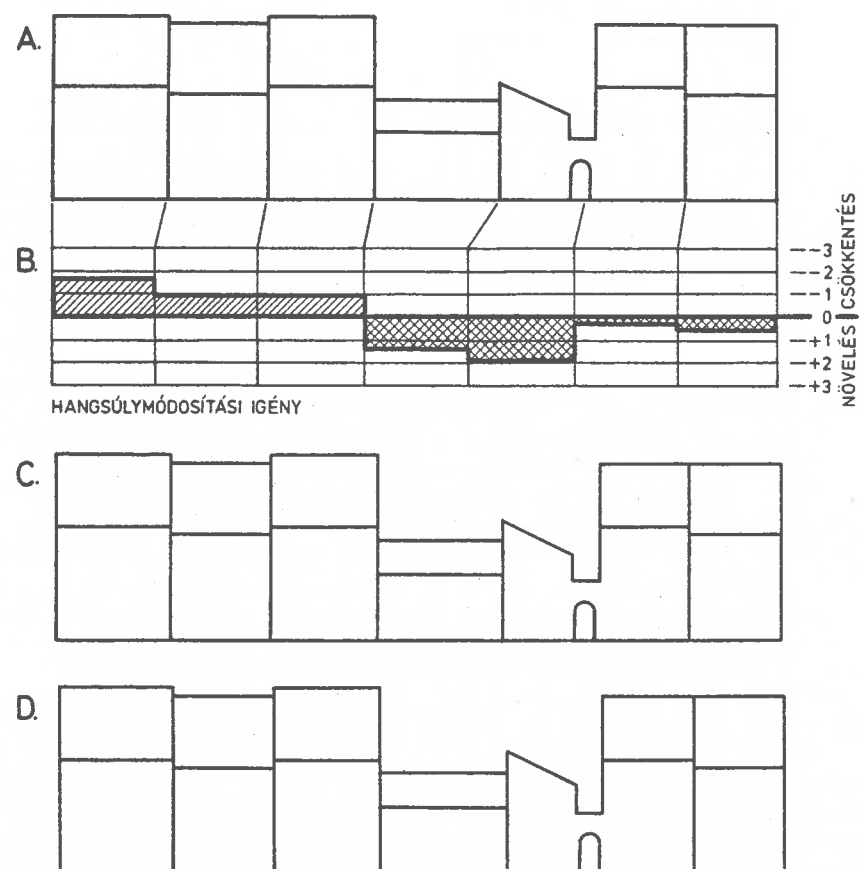 A.
B.
–3
–2
–1
0
+1
+2
+3
NÖVELÉS CSÖKKENTÉS
HANGSÚLYMÓDOSÍTÁSI IGÉNY
C.
D.